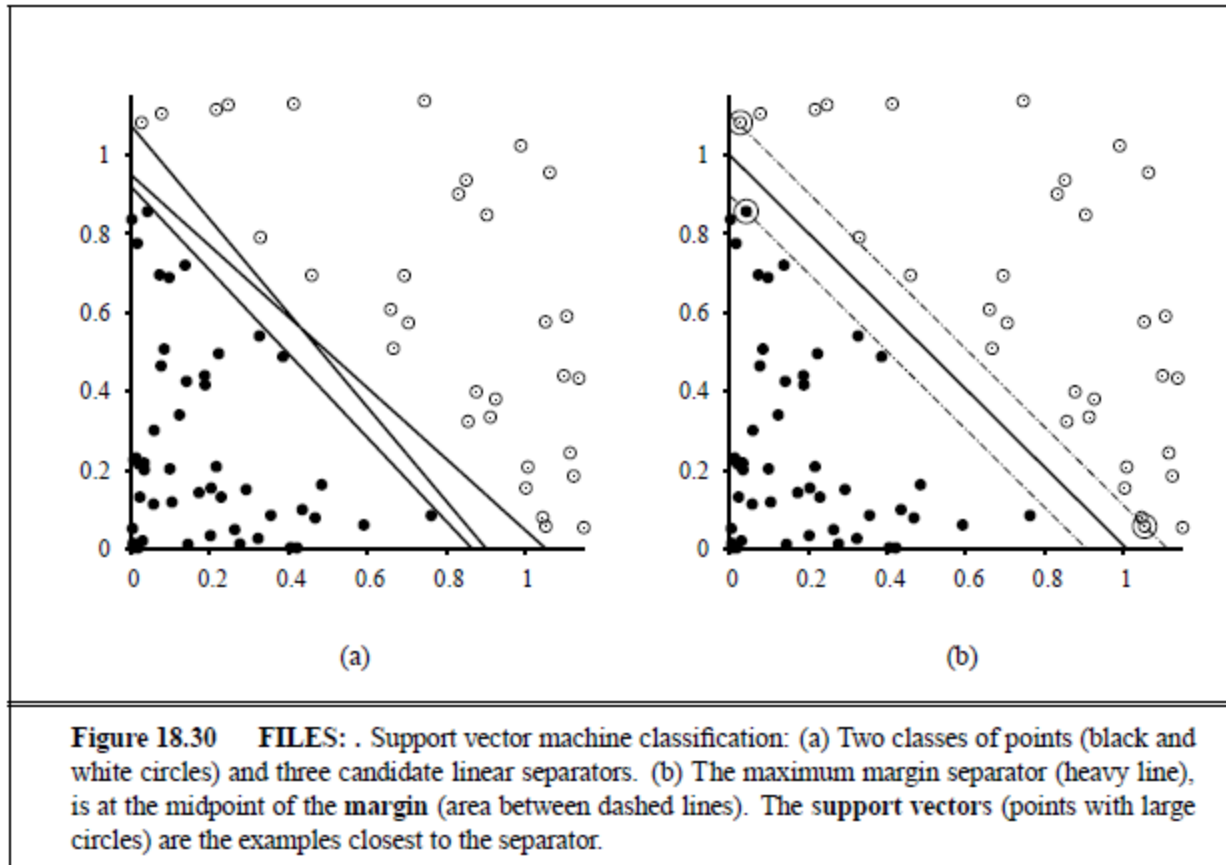 1
0.8
0.6
0.4
0.2
0
0 0.2 0.4 0.6 0.8 1
(a)
1
0.8
0.6
0.4
0.2
0
0 0.2 0.4 0.6 0.8 1
(b)
Figure 18.30 FILES: . Support vector machine classification: (a) Two classes of points (black and
white circles) and three candidate linear separators. (b) The maximum margin separator (heavy line),
is at the midpoint of the margin (area between dashed lines). The support vectors (points with large
circles) are the examples closest to the separator.